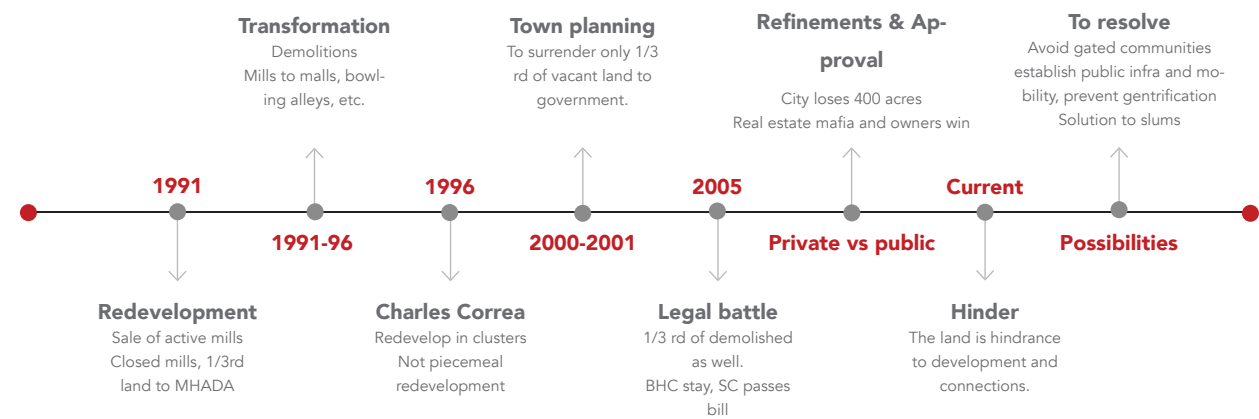 Transformation
Demolitions
Mills to malls, bowl-
ing alleys, etc.
Town planning
To surrender only 1/3
rd of vacant land to
government.
Refinements & Ap-
proval
City loses 400 acres
Real estate mafia and owners win
To resolve
Avoid gated communities
establish public infra and mo-
bility, prevent gentrification
Solution to slums
1991
1996
2005
Current
1991-96
2000-2001
Private vs public
Possibilities
Redevelopment
Sale of active mills
Closed mills, 1/3rd
land to MHADA
Charles Correa
Redevelop in clusters
Not piecemeal
redevelopment
Legal battle
1/3 rd of demolished
as well.
BHC stay, SC passes
bill
Hinder
The land is hindrance
to development and
connections.